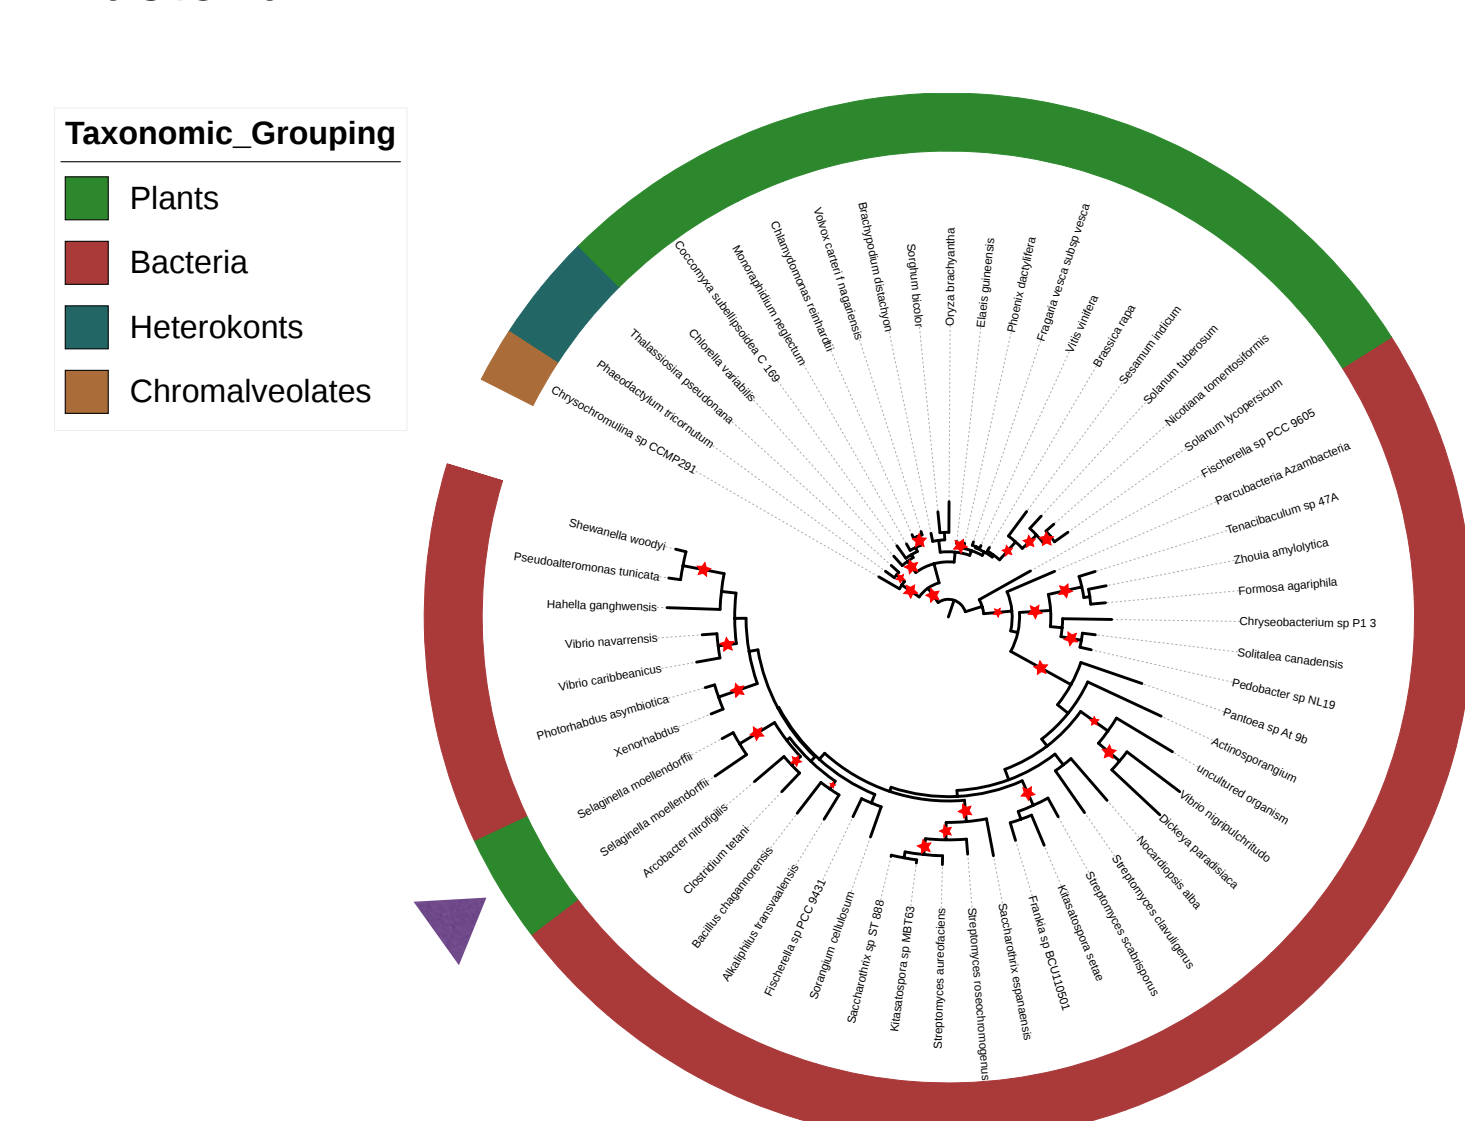 Taxonomic_Grouping
Plants
Bacteria
Heterokonts
Chromalveolates
Chrysochromulina sp CCMP291
Phaeodactylum tricornutum
Thalassiosira pseudonana
Chlorella variabilis
Coccomyxa subellipsoidea C 169
Monoraphidium neglectum
Chlamydomonas reinhardtii
Volvox carteri f nagariensis
Brachypodium distachyon
Sorghum bicolor
Oryza brachyantha
Elaeis guineensis
Phoenix dactylifera
Fragaria vesca subsp vesca
Vitis vinifera
Brassica rapa
Sesamum indicum
Solanum tuberosum
Nicotiana tomentosiformis
Solanum lycopersicum
Fischerella sp PCC 9605
Parcubacteria Azambacteria
Tenacibaculum sp 47A
Zhouia amylolytica
Formosa agariphila
Chryseobacterium sp P1 3
Solitalea canadensis
Pedobacter sp NL19
Pantoea sp At 9b
Actinosporangium
uncultured organism
Vibrio nigripulchritudo
Dickeya paradisiaca
Nocardiopsis alba
Streptomyces clavuligerus
Streptomyces scabrisporus
Kitasatospora setae
Frankia sp BCU110501
Saccharothrix espanaensis
Streptomyces roseochromogenus
Streptomyces aureofaciens
Kitasatospora sp MBT63
Saccharothrix sp ST 888
Sorangium cellulosum
Fischerella sp PCC 9431
Alkaliphilus transvaalensis
Bacillus chagannorensis
Clostridium tetani
Arcobacter nitrofigilis
Selaginella moellendorffii
Selaginella moellendorffii
Xenorhabdus
Photorhabdus asymbiotica
Vibrio caribbeanicus
Vibrio navarrensis
Hahella ganghwensis
Pseudoalteromonas tunicata
Shewanella woodyi